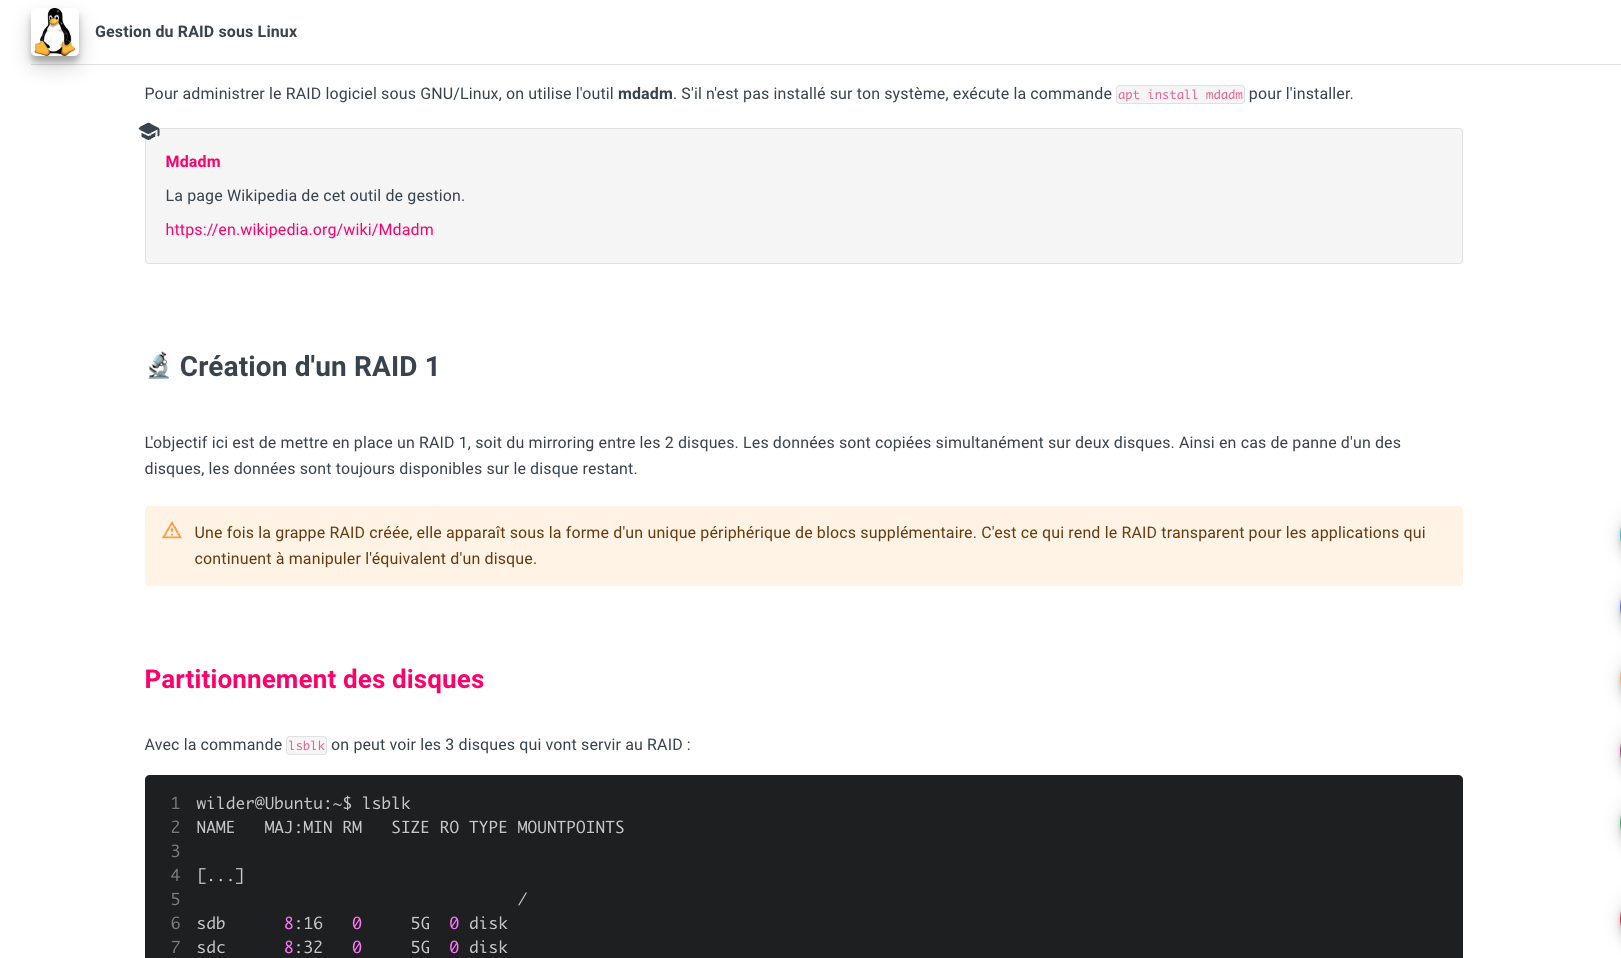 Gestion du RAID sous Linux
Pour administrer le RAID logiciel sous GNU/Linux, on utilise l'outil mdadm. S'il n'est pas installé sur ton système, exécute la commande apt install mdadm pour l'installer.
Mdadm
La page Wikipedia de cet outil de gestion.
https://en.wikipedia.org/wiki/Mdadm
Création d'un RAID 1
L'objectif ici est de mettre en place un RAID 1, soit du mirroring entre les 2 disques. Les données sont copiées simultanément sur deux disques. Ainsi en cas de panne d'un des
disques, les données sont toujours disponibles sur le disque restant.
Une fois la grappe RAID créée, elle apparaît sous la forme d'un unique périphérique de blocs supplémentaire. C'est ce qui rend le RAID transparent pour les applications qui
continuent à manipuler l'équivalent d'un disque.
Partitionnement des disques
Avec la commande lsblk on peut voir les 3 disques qui vont servir au RAID :
1 wilder@Ubuntu:~$ lsblk
2 NAME   MAJ:MIN RM   SIZE RO TYPE MOUNTPOINTS
3
4 [...]
5                                  /
6 sdb      8:16   0     5G  0 disk
7 sdc      8:32   0     5G  0 disk